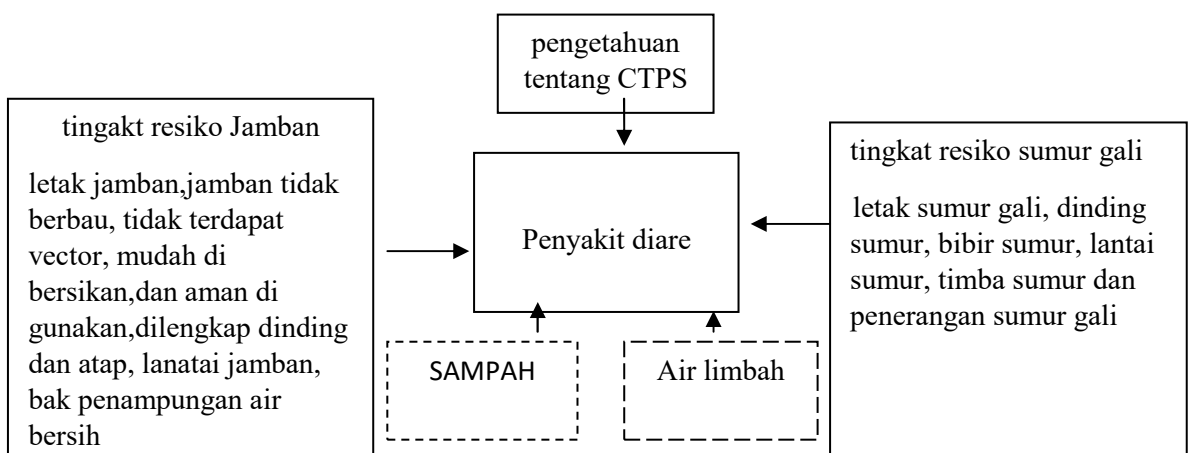 pengetahuan
tentang CTPS
tingakt resiko Jamban
letak jamban,jamban tidak
berbau, tidak terdapat
vector, mudah di
bersikan,dan aman di
gunakan,dilengkap dinding
dan atap, lanatai jamban,
bak penampungan air
bersih
Penyakit diare
tingkat resiko sumur gali
letak sumur gali, dinding
sumur, bibir sumur, lantai
sumur, timba sumur dan
penerangan sumur gali
SAMPAH
Air limbah